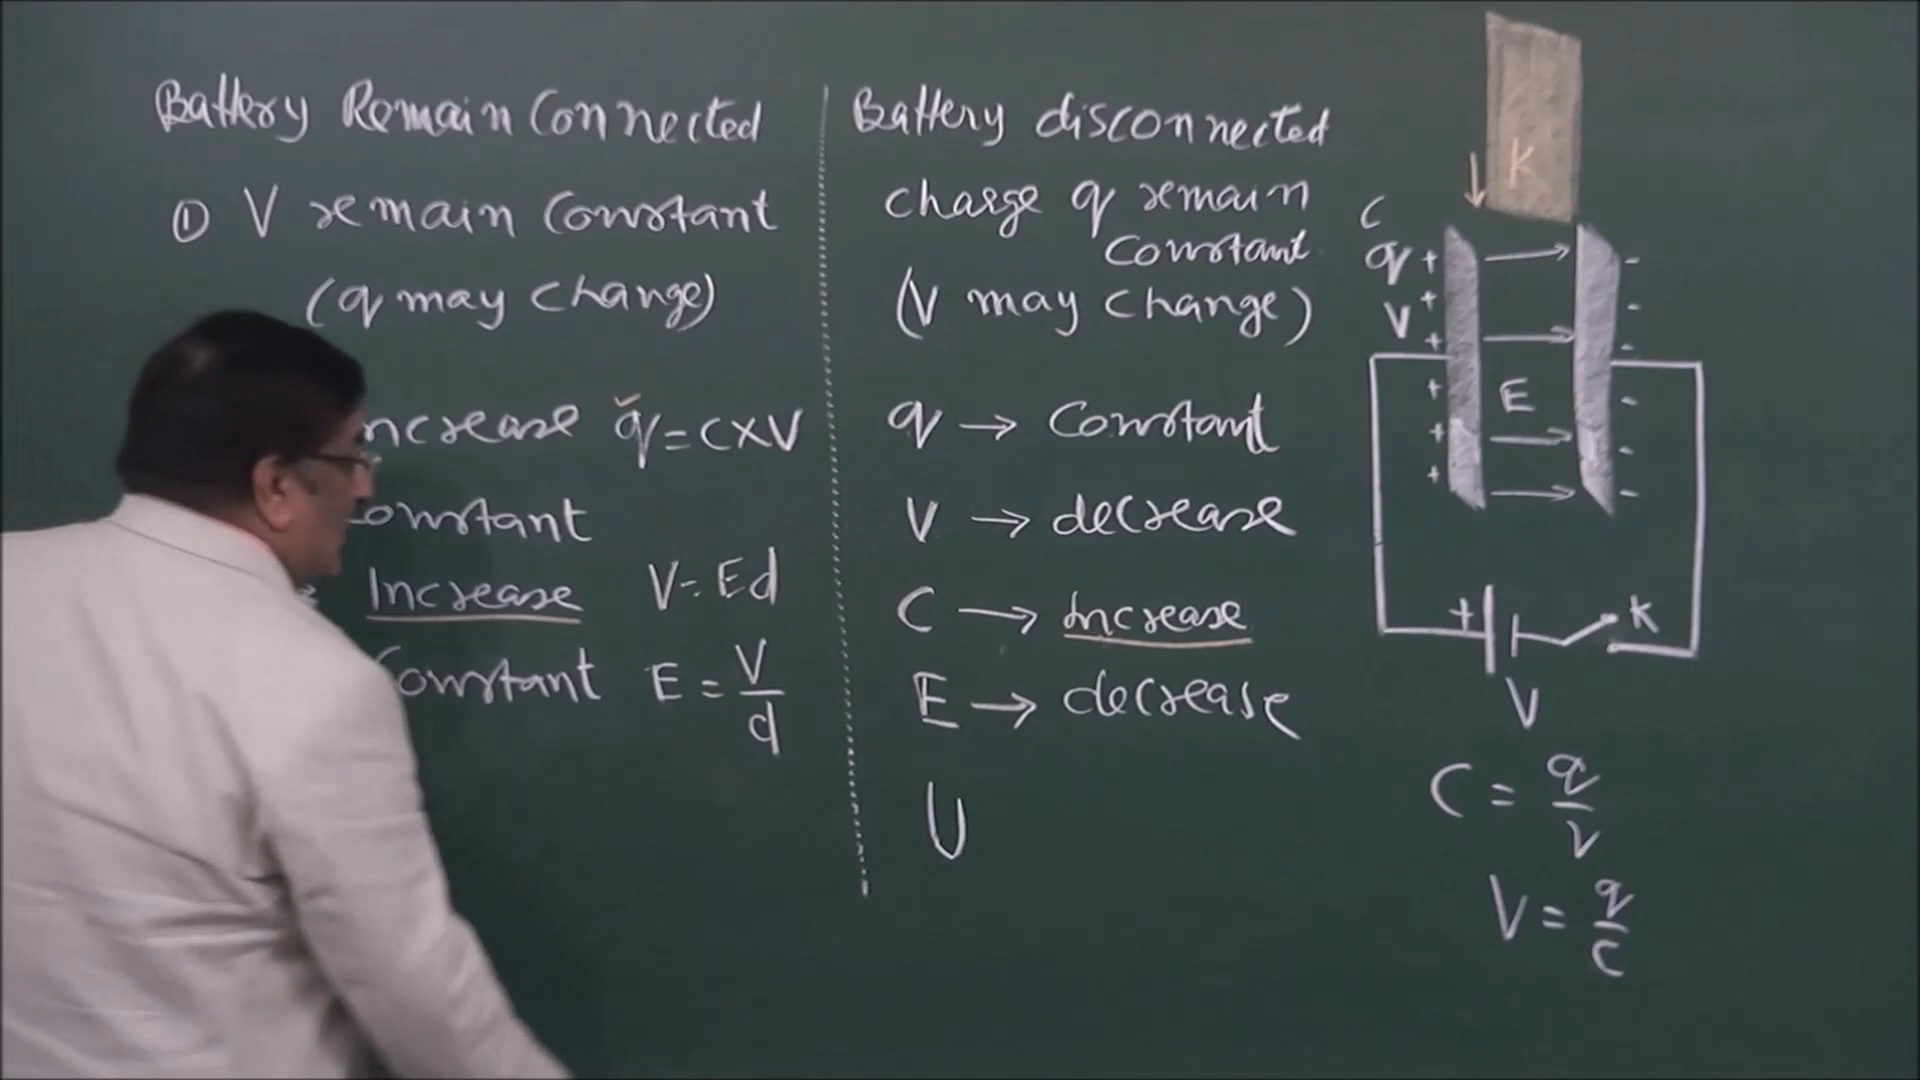 Battery Remain Connected
① V remain Constant
(q may change)
ncrease q = C×V
onstant
Increase V = Ed
Constant E = V/d
Battery disconnected
charge q remain
constant
(V may change)
q → Constant
V → decrease
C → Increase
E → decrease
U
K
C
q + -
V + -
+ -
+ -
E
+ -
+ -
+ K
V
C = q/V
V = q/C